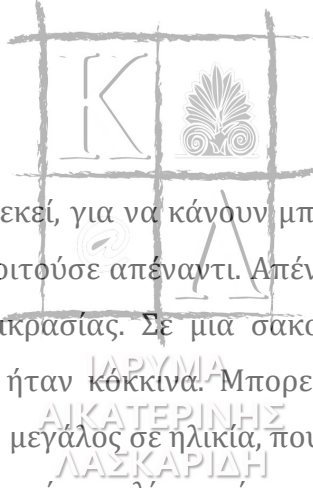 Κ
Λ
εκεί, για να κάνουν μπ
οιτούσε απέναντι. Απέν
ικρασίας. Σε μια σακο
ήταν κόκκινα. Μπορε
μεγάλος σε ηλικία, που
ΙΔΡΥΜΑ
ΑΙΚΑΤΕΡΙΝΗΣ
ΛΑΣΚΑΡΙΔΗ